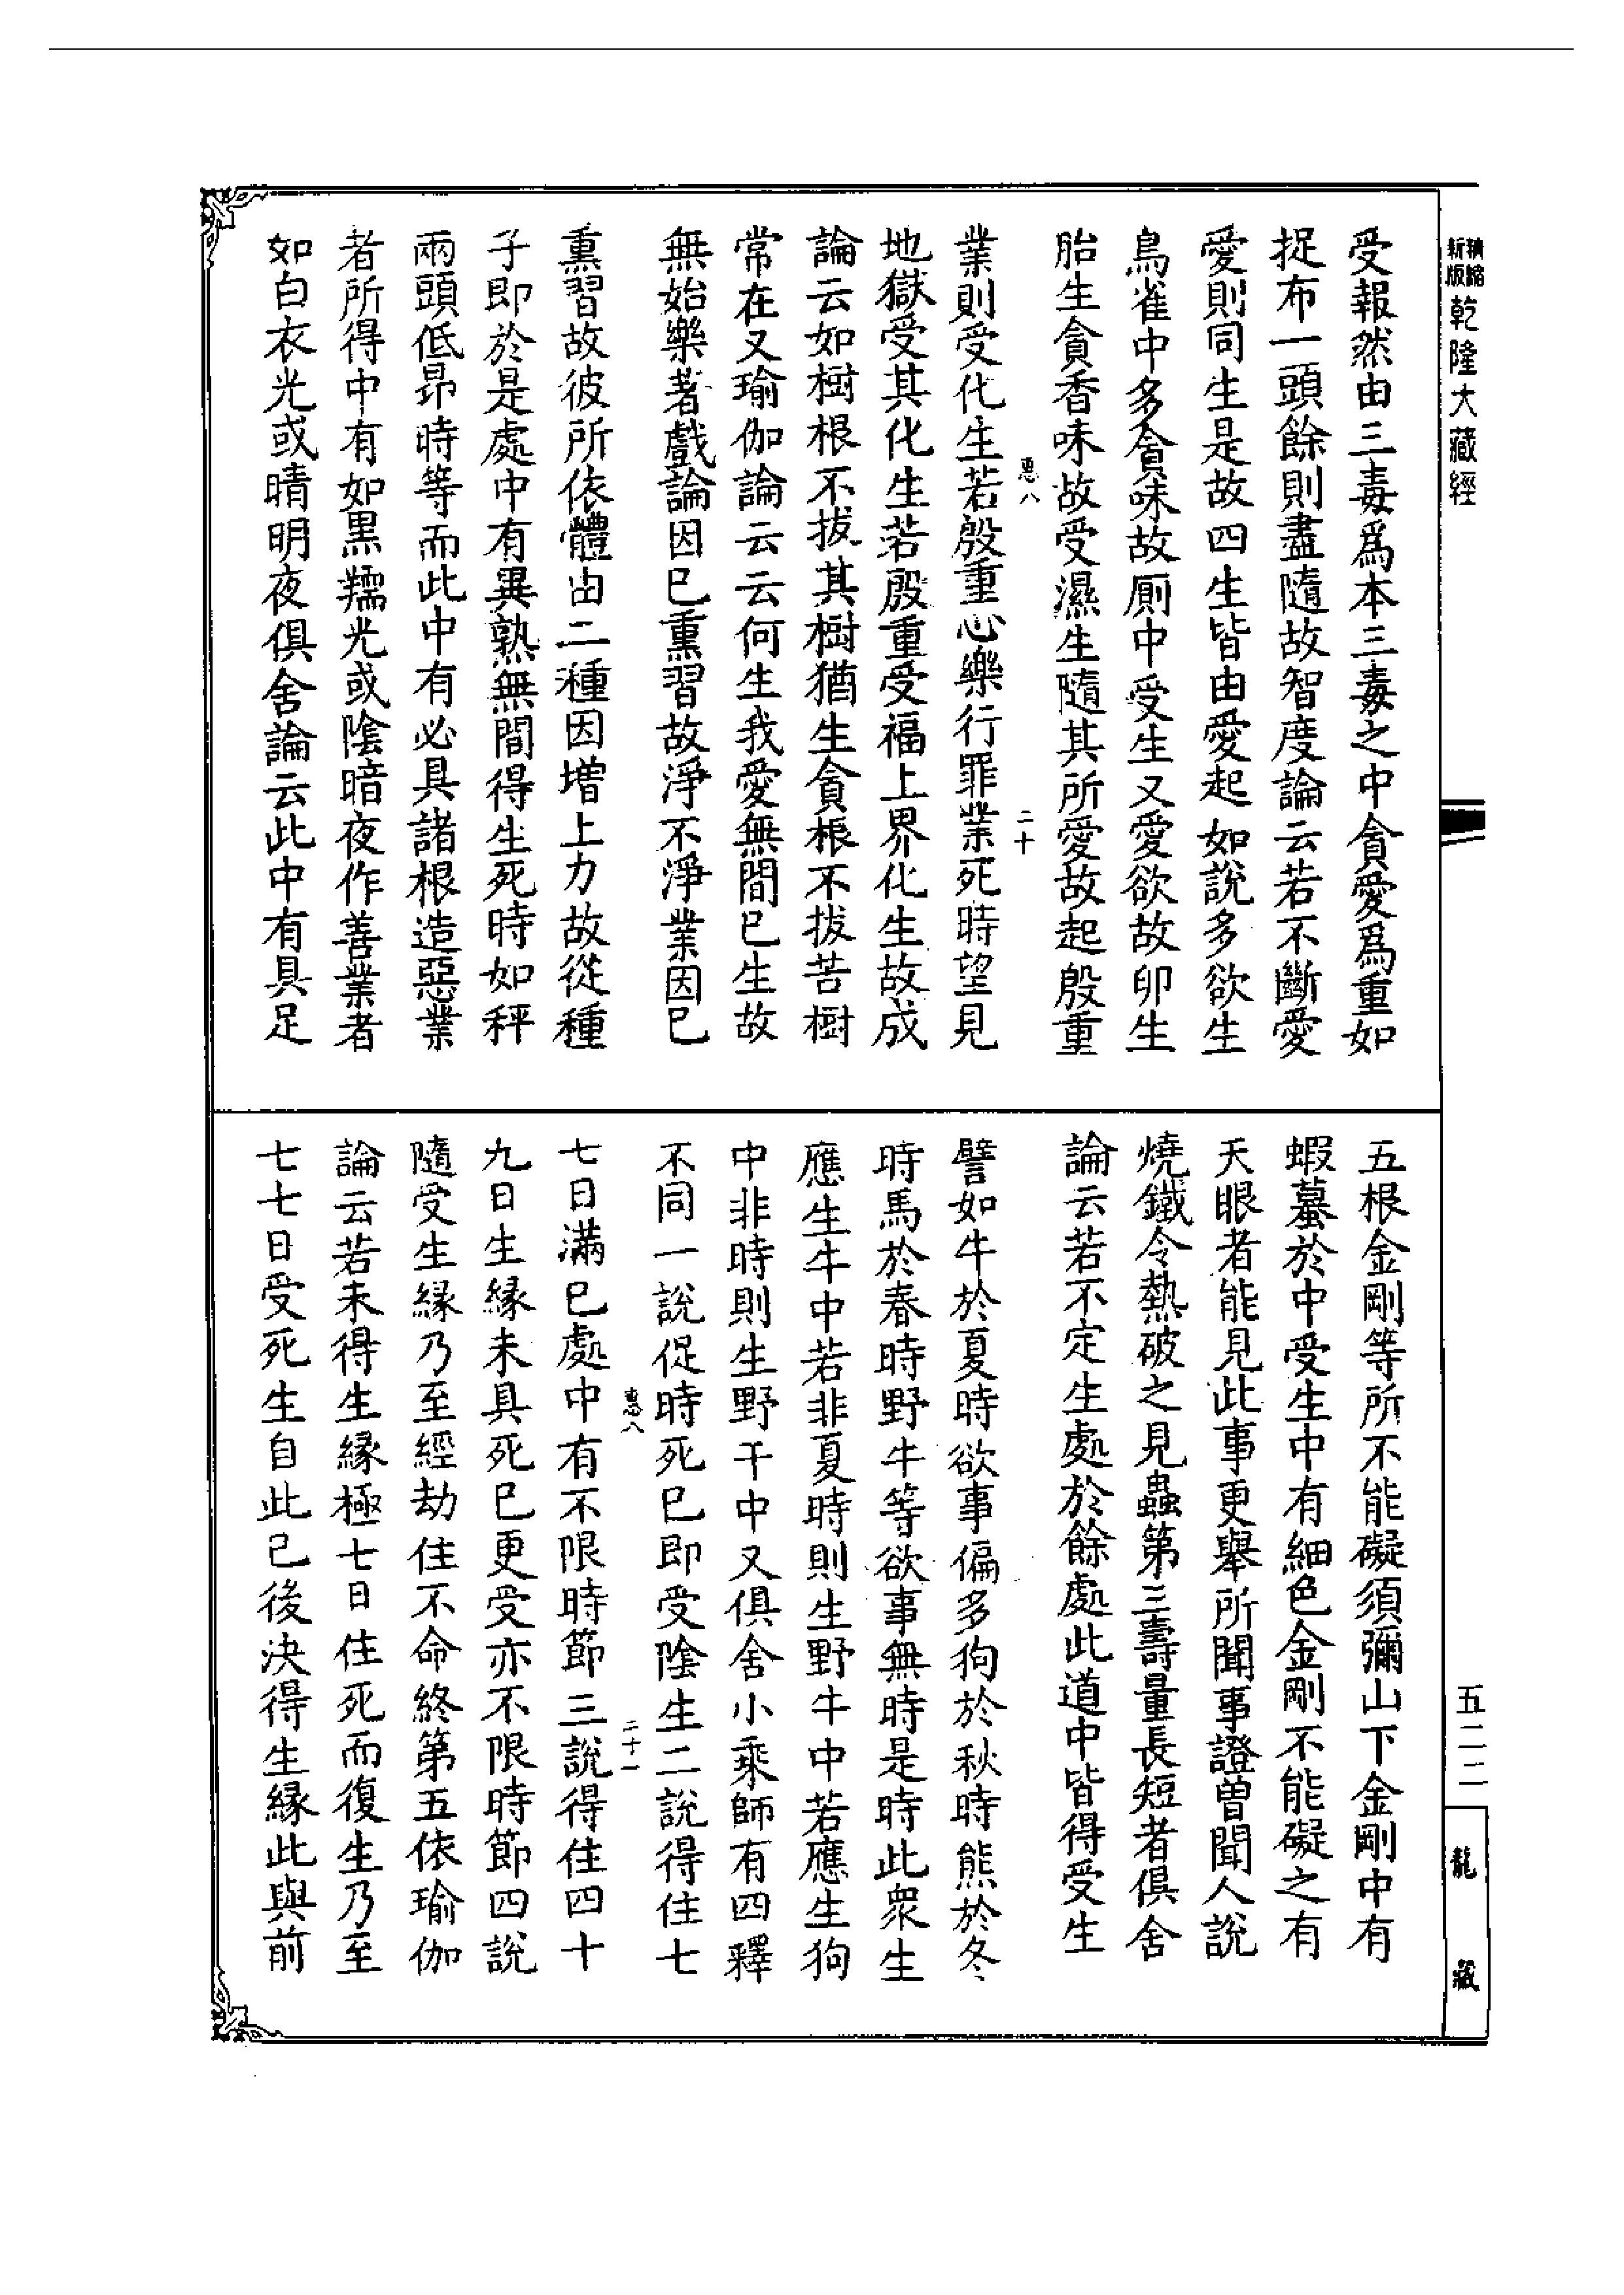 精縮新版乾隆大藏經
受報然由三毒爲本三毒之中貪愛爲重如
捉布一頭餘則盡隨故智度論云若不斷愛
愛則同生是故四生皆由愛起如說多欲生
鳥雀中多貪味故厠中受生又愛欲故卵生
胎生貪香味故受濕生隨其所愛故起殷重
惠八 二十
業則受化生若殷重心樂行罪業死時望見
地獄受其化生若殷重受福上界化生故成
論云如樹根不拔其樹猶生貪根不拔苦樹
常在又瑜伽論云云何生我愛無間已生故
無始樂著戲論因已熏習故淨不淨業因已
熏習故彼所依體由二種因增上力故從種
子即於是處中有異熟無間得生死時如秤
兩頭低昂時等而此中有必具諸根造惡業
者所得中有如黒羺光或陰暗夜作善業者
如白衣光或晴明夜俱舍論云此中有具足
五根金剛等所不能礙須彌山下金剛中有
蝦蟇於中受生中有細色金剛不能礙之有
天眼者能見此事更舉所聞事證曽聞人說
燒鐵令熱破之見蟲第三壽量長短者俱舍
論云若不定生處於餘處此道中皆得受生
譬如牛於夏時欲事偏多狗於秋時熊於冬
時馬於春時野牛等欲事無時是時此衆生
應生牛中若非夏時則生野牛中若應生狗
中非時則生野干中又俱舍小乘師有四釋
不同一說促時死已即受陰生二說得住七
惠八 二十一
七日滿已處中有不限時節三說得住四十
九日生緣未具死已更受亦不限時節四說
隨受生緣乃至經劫住不命終第五依瑜伽
論云若未得生緣極七日住死而復生乃至
七七日受死生自此已後決得生緣此與前
五二二
龍藏